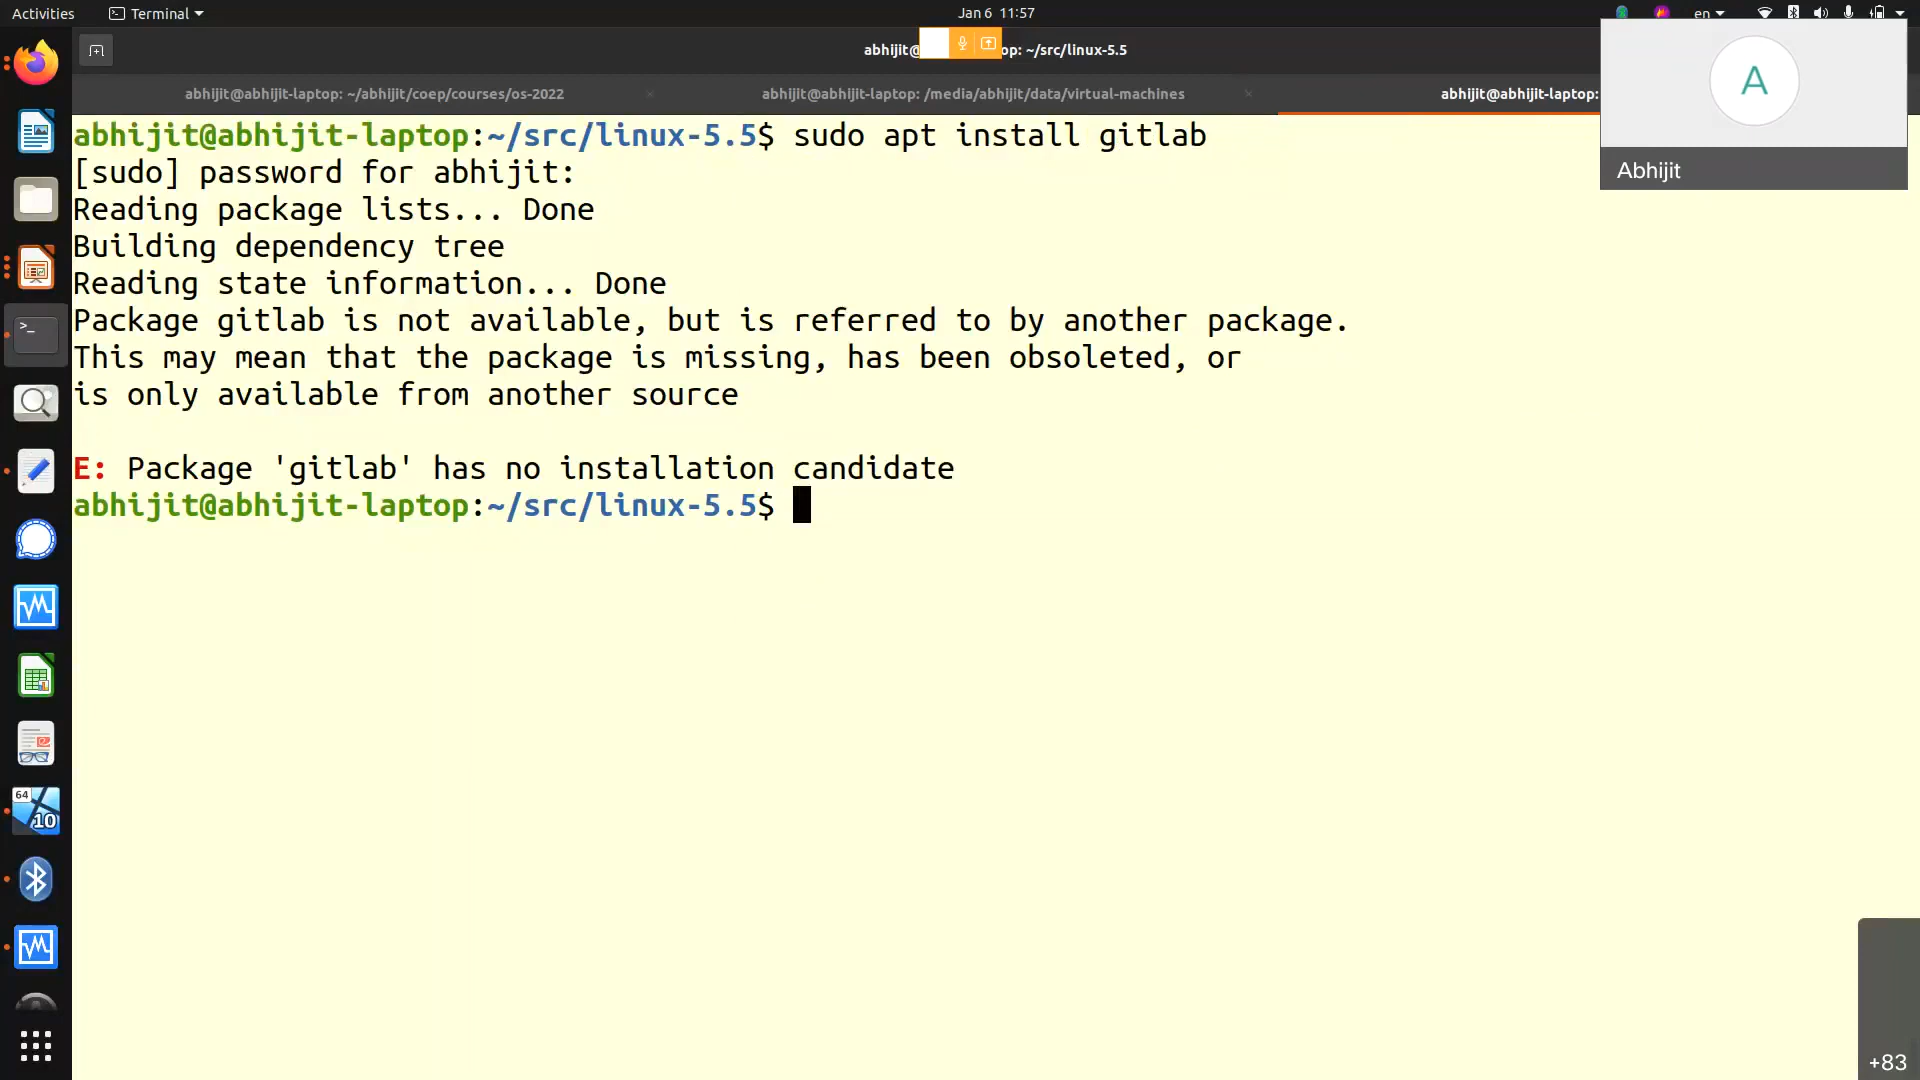 Activities
Terminal
Jan 6 11:57
en
abhijit@
op: ~/src/linux-5.5
abhijit@abhijit-laptop: ~/abhijit/coep/courses/os-2022
abhijit@abhijit-laptop: /media/abhijit/data/virtual-machines
abhijit@abhijit-laptop:
A
Abhijit
abhijit@abhijit-laptop:~/src/linux-5.5$ sudo apt install gitlab
[sudo] password for abhijit:
Reading package lists... Done
Building dependency tree
Reading state information... Done
Package gitlab is not available, but is referred to by another package.
This may mean that the package is missing, has been obsoleted, or
is only available from another source
E: Package 'gitlab' has no installation candidate
abhijit@abhijit-laptop:~/src/linux-5.5$
64
10
+83